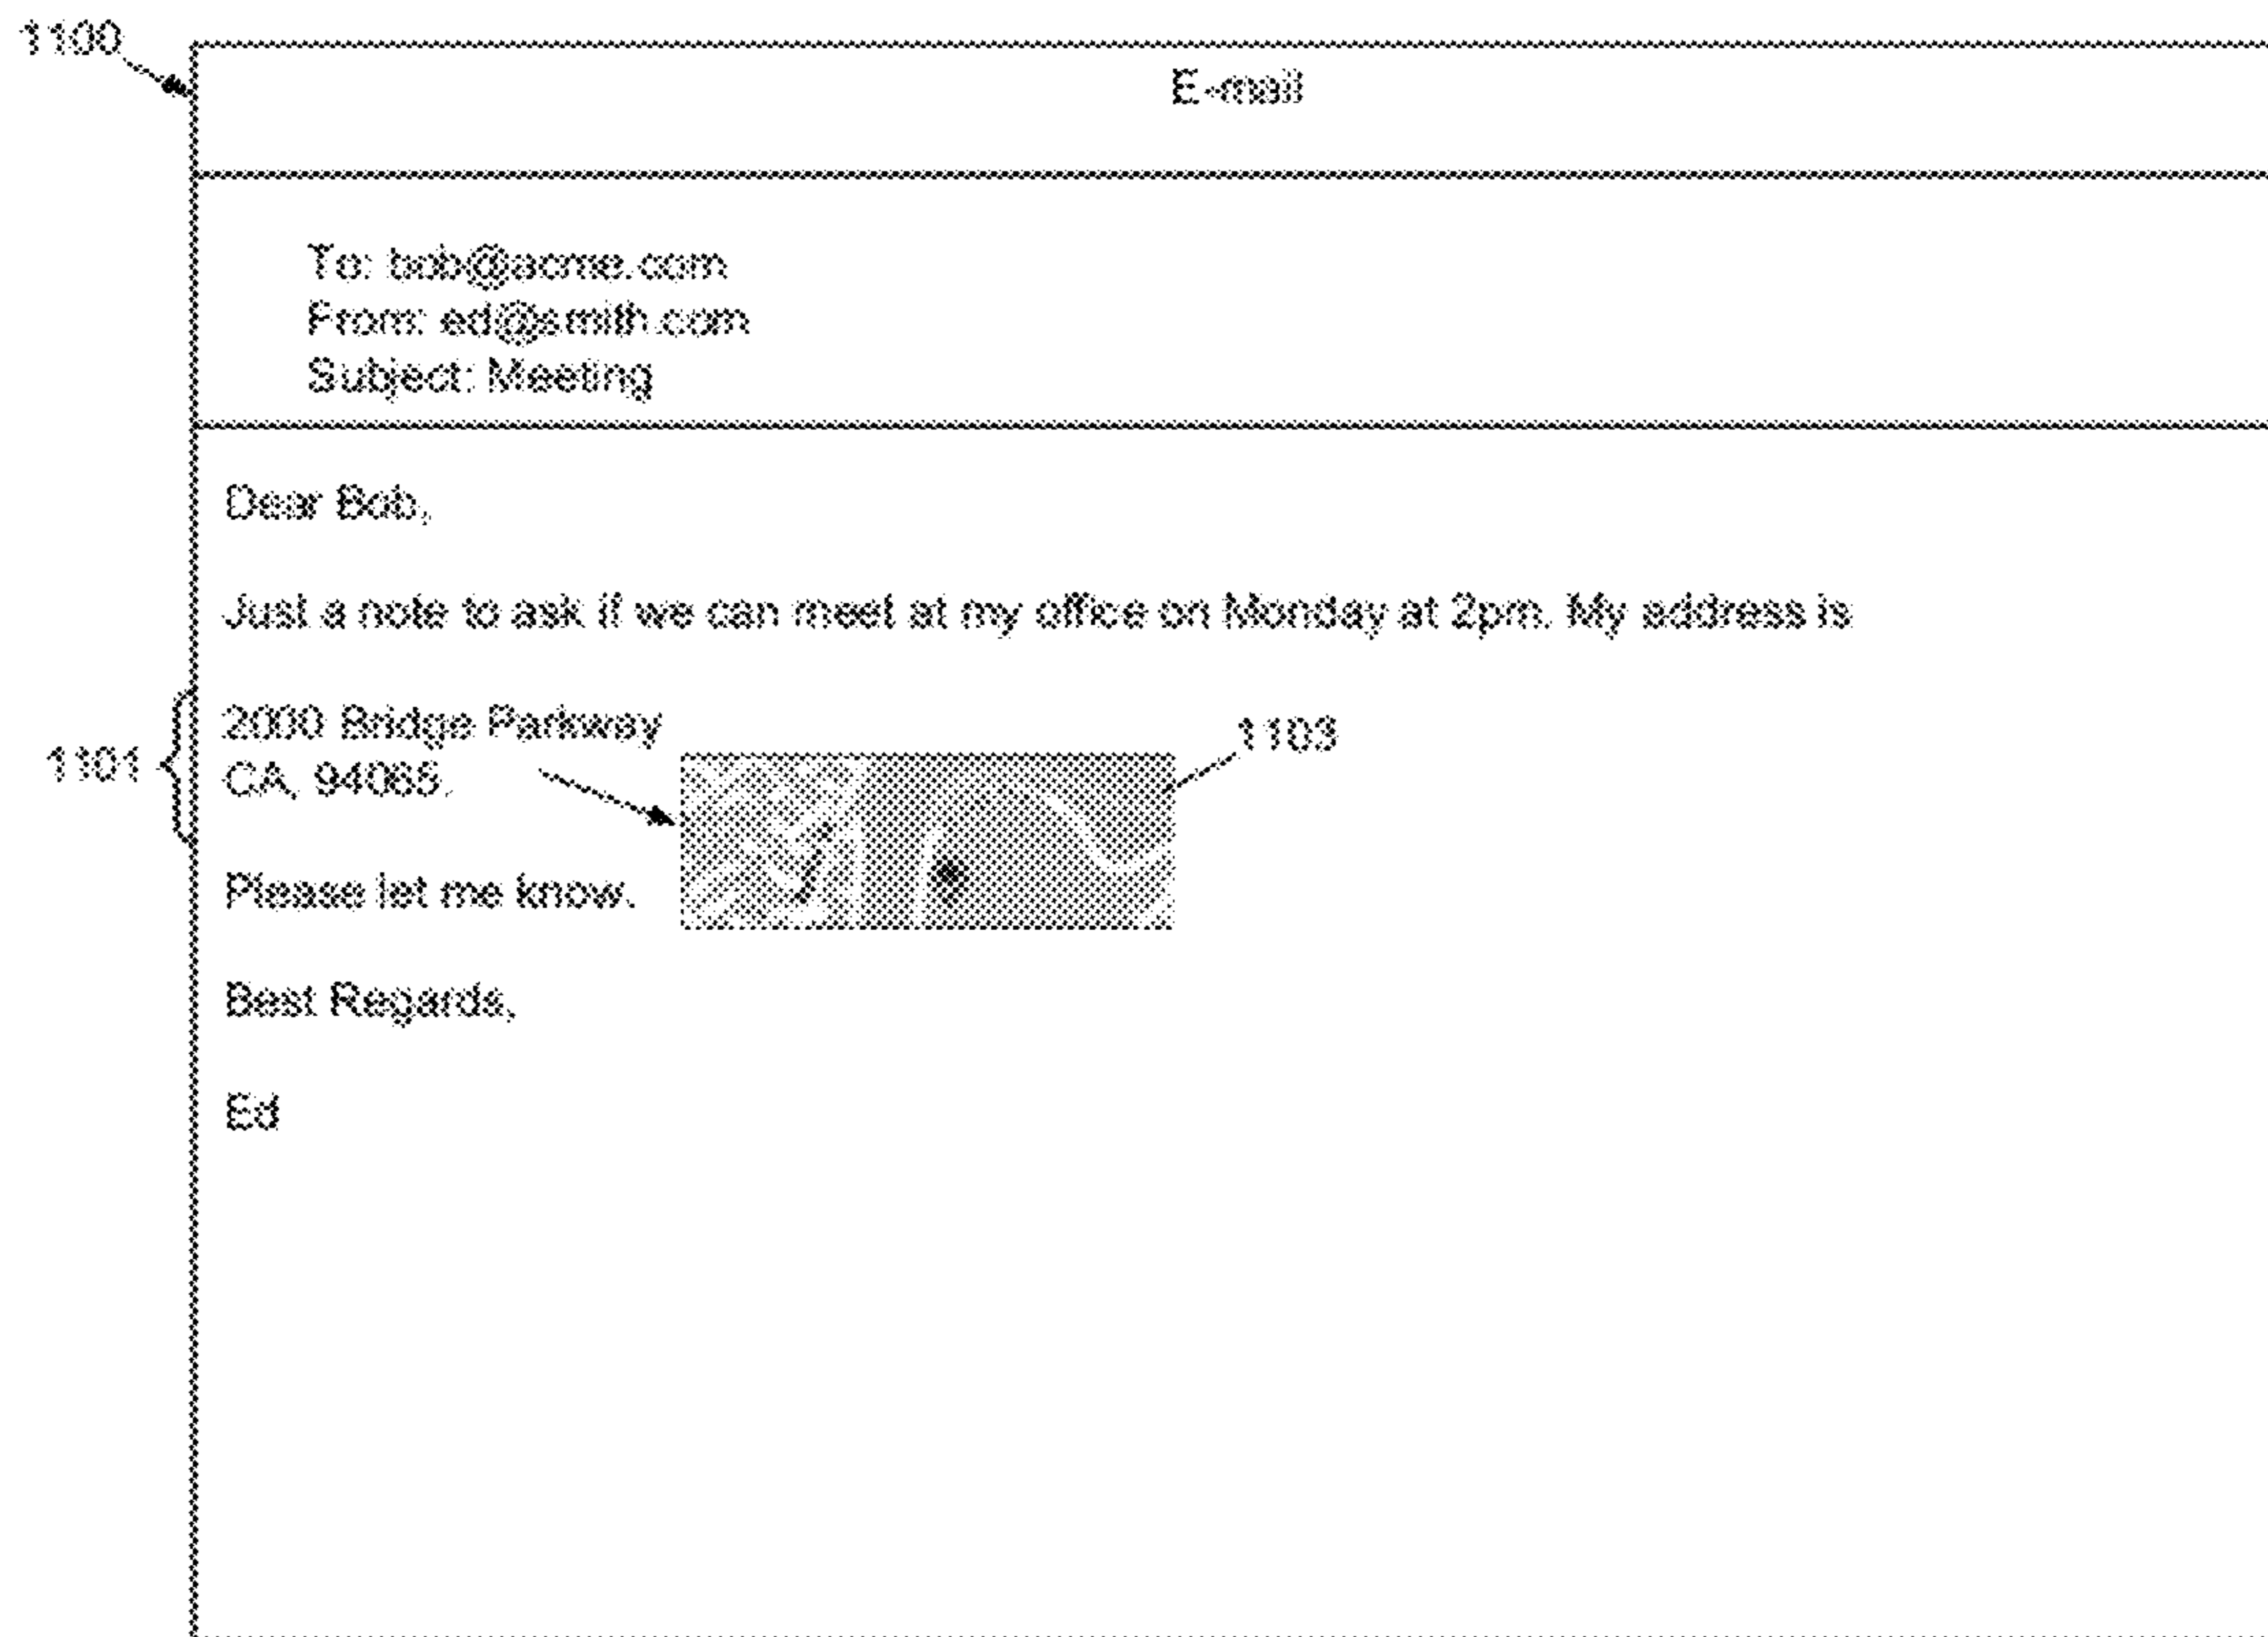 1100
E-mail
To: bob@acme.com
From: ed@smith.com
Subject: Meeting
Dear Bob,
Just a note to ask if we can meet at my office on Monday at 2pm. My address is
2000 Bridge Parkway
1103
1101
CA, 94065.
Please let me know.
Best Regards,
Ed